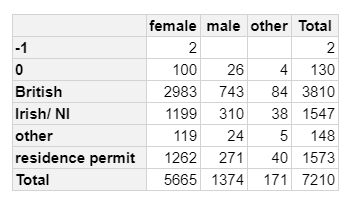 female male other Total
-1 2 2
0 100 26 4 130
British 2983 743 84 3810
Irish/ NI 1199 310 38 1547
other 119 24 5 148
residence permit 1262 271 40 1573
Total 5665 1374 171 7210